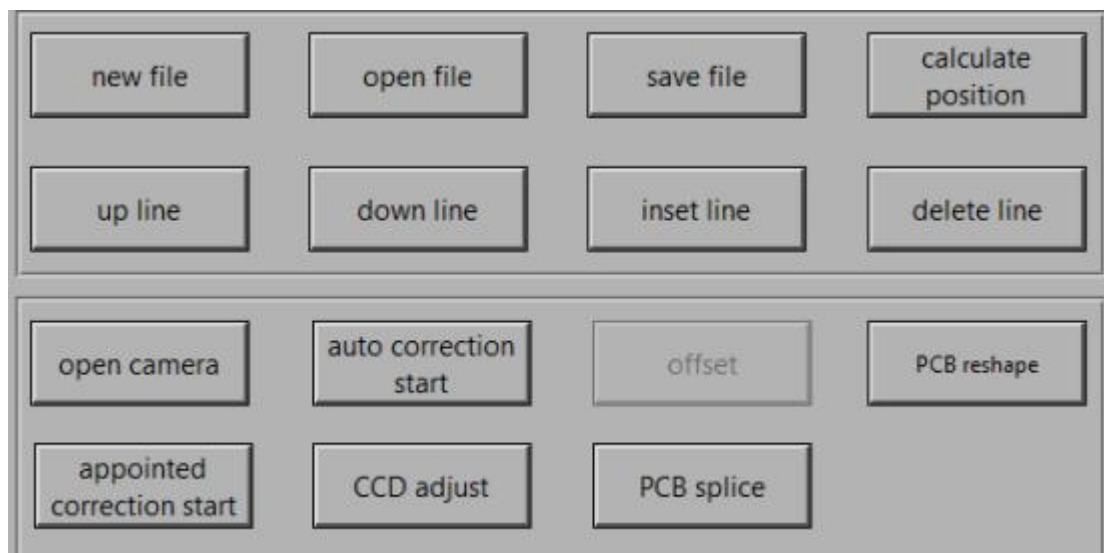 new file
open file
save file
calculate
position
up line
down line
inset line
delete line
open camera
auto correction
start
offset
PCB reshape
appointed
correction start
CCD adjust
PCB splice